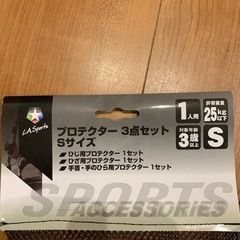 LA.Sports
プロテクター 3点セット
Sサイズ
▶ひじ用プロテクター 1セット
▶ひざ用プロテクター 1セット
▶手首・手のひら用プロテクター 1セット
1人用
許容重量
25kg以下
対象年齢
3歳以上
S
SPORTS
ACCESSORIES